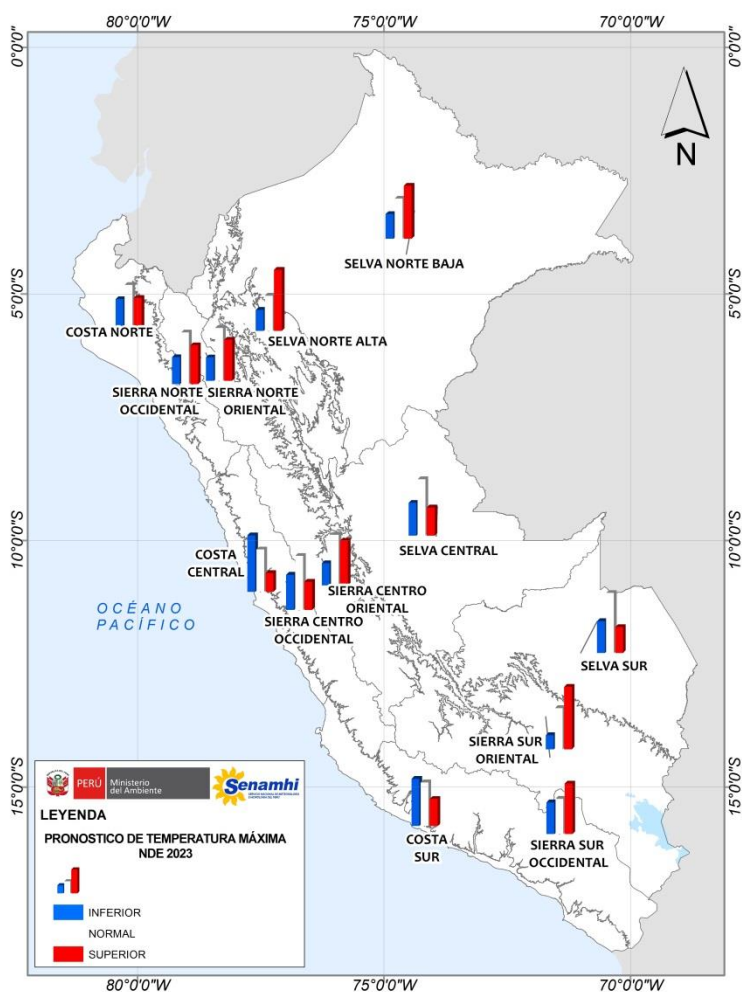 80°0'0"W 75°0'0"W 70°0'0"W
0°0'0"
5°0'0"S
10°0'0"S
15°0'0"S
0°0'0"
5°0'0"S
10°0'0"S
15°0'0"S
N
SELVA NORTE BAJA
COSTA NORTE
SELVA NORTE ALTA
SIERRA NORTE
OCCIDENTAL
SIERRA NORTE
ORIENTAL
SELVA CENTRAL
COSTA
CENTRAL
SIERRA CENTRO
ORIENTAL
SIERRA CENTRO
OCCIDENTAL
OCÉANO
PACÍFICO
SELVA SUR
SIERRA SUR
ORIENTAL
COSTA
SUR
SIERRA SUR
OCCIDENTAL
PERÚ
Ministerio
del Ambiente
Senamhi
LEYENDA
PRONOSTICO DE TEMPERATURA MÁXIMA
NDE 2023
INFERIOR
NORMAL
SUPERIOR
80°0'0"W 75°0'0"W 70°0'0"W